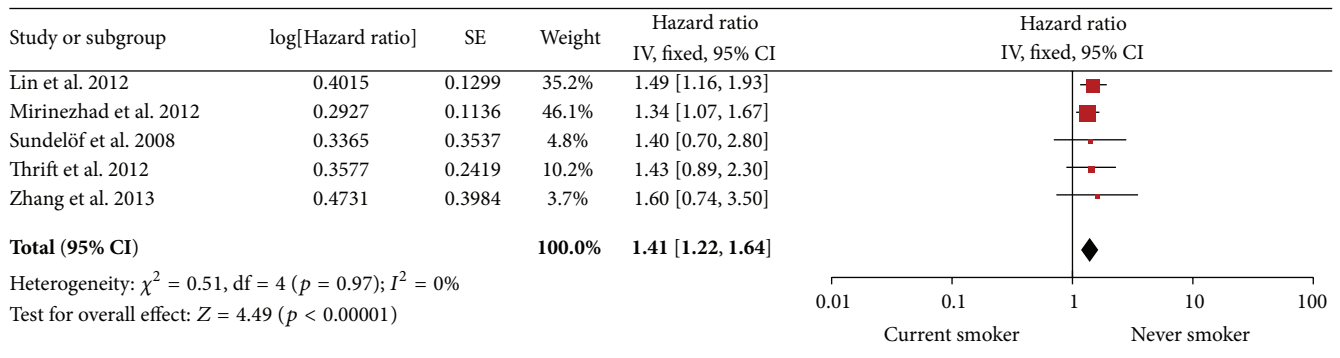 Study or subgroup log[Hazard ratio] SE Weight Hazard ratio IV, fixed, 95% CI Hazard ratio IV, fixed, 95% CI
Lin et al. 2012 0.4015 0.1299 35.2% 1.49 [1.16, 1.93]
Mirinezhad et al. 2012 0.2927 0.1136 46.1% 1.34 [1.07, 1.67]
Sundelöf et al. 2008 0.3365 0.3537 4.8% 1.40 [0.70, 2.80]
Thrift et al. 2012 0.3577 0.2419 10.2% 1.43 [0.89, 2.30]
Zhang et al. 2013 0.4731 0.3984 3.7% 1.60 [0.74, 3.50]
Total (95% CI) 100.0% 1.41 [1.22, 1.64]
Heterogeneity: χ² = 0.51, df = 4 (p = 0.97); I² = 0%
Test for overall effect: Z = 4.49 (p < 0.00001)
0.01 0.1 1 10 100
Current smoker Never smoker